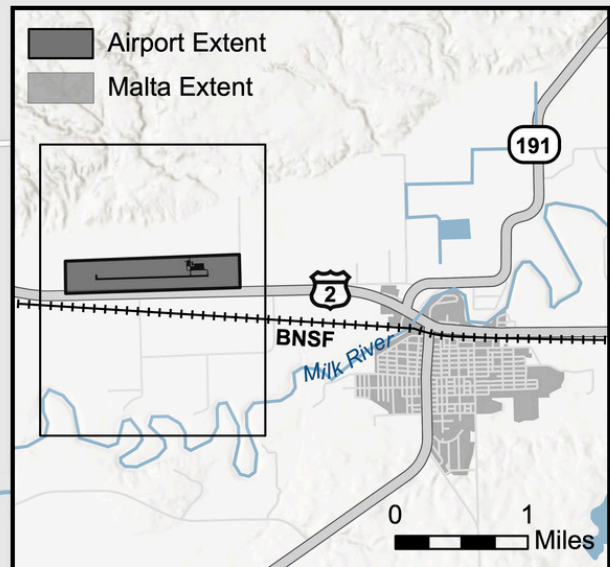 Airport Extent
Malta Extent
191
2
BNSF
Milk River
0 1
Miles